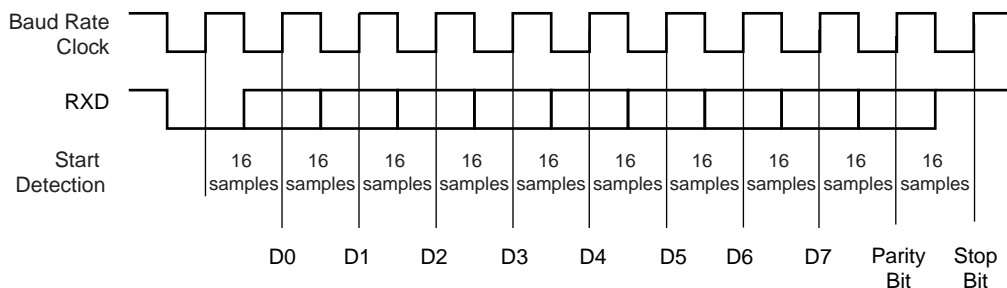 Baud Rate
Clock
RXD
Start
Detection
16 16 16 16 16 16 16 16 16 16
samples samples samples samples samples samples samples samples samples samples
D0 D1 D2 D3 D4 D5 D6 D7 Parity Stop
Bit Bit